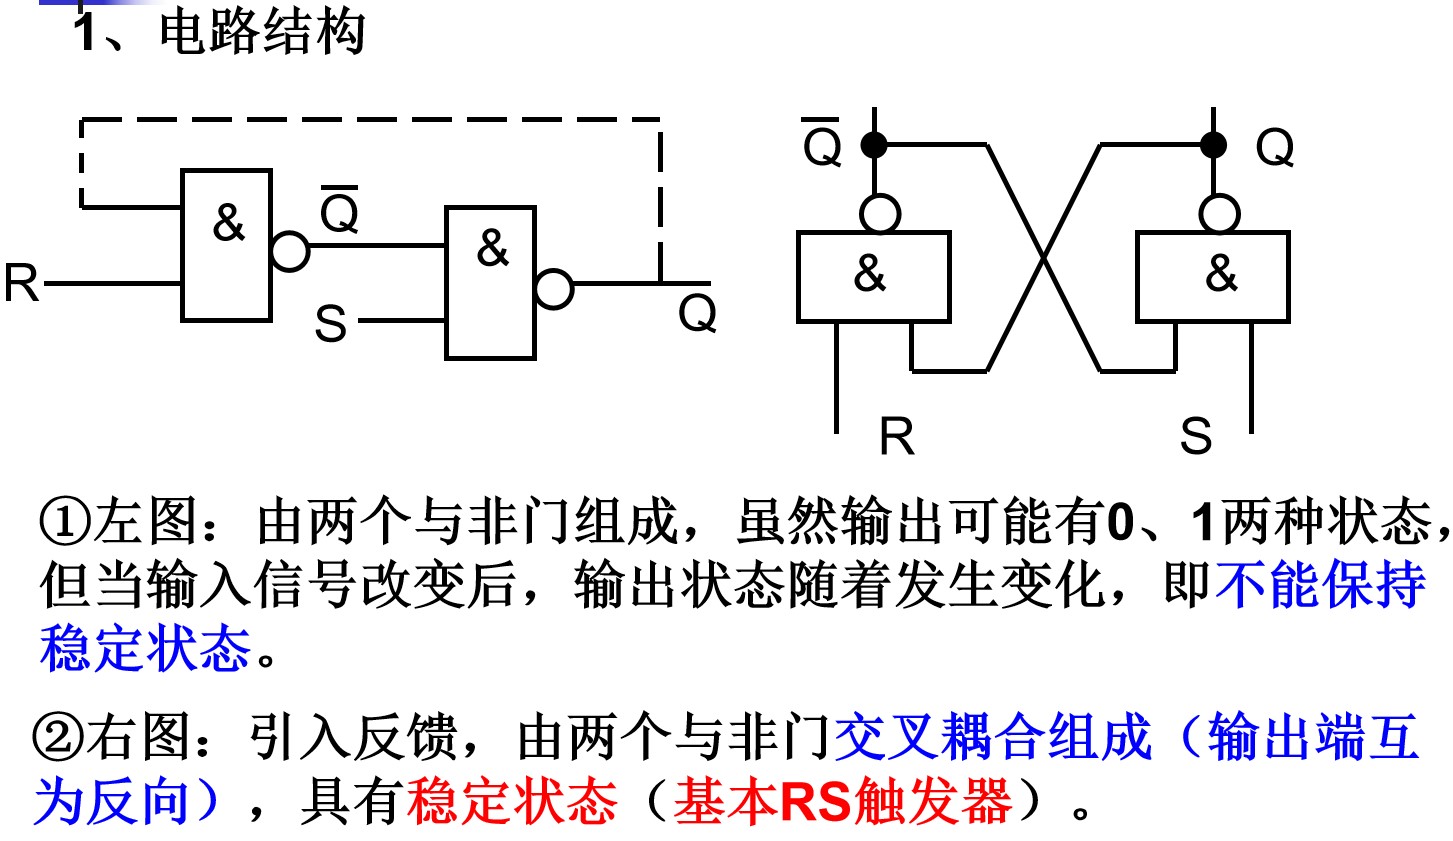 1、电路结构
& Q̅ & R S Q
Q̅ Q & & R S
①左图：由两个与非门组成，虽然输出可能有0、1两种状态，
但当输入信号改变后，输出状态随着发生变化，即不能保持
稳定状态。
②右图：引入反馈，由两个与非门交叉耦合组成（输出端互
为反向），具有稳定状态（基本RS触发器）。